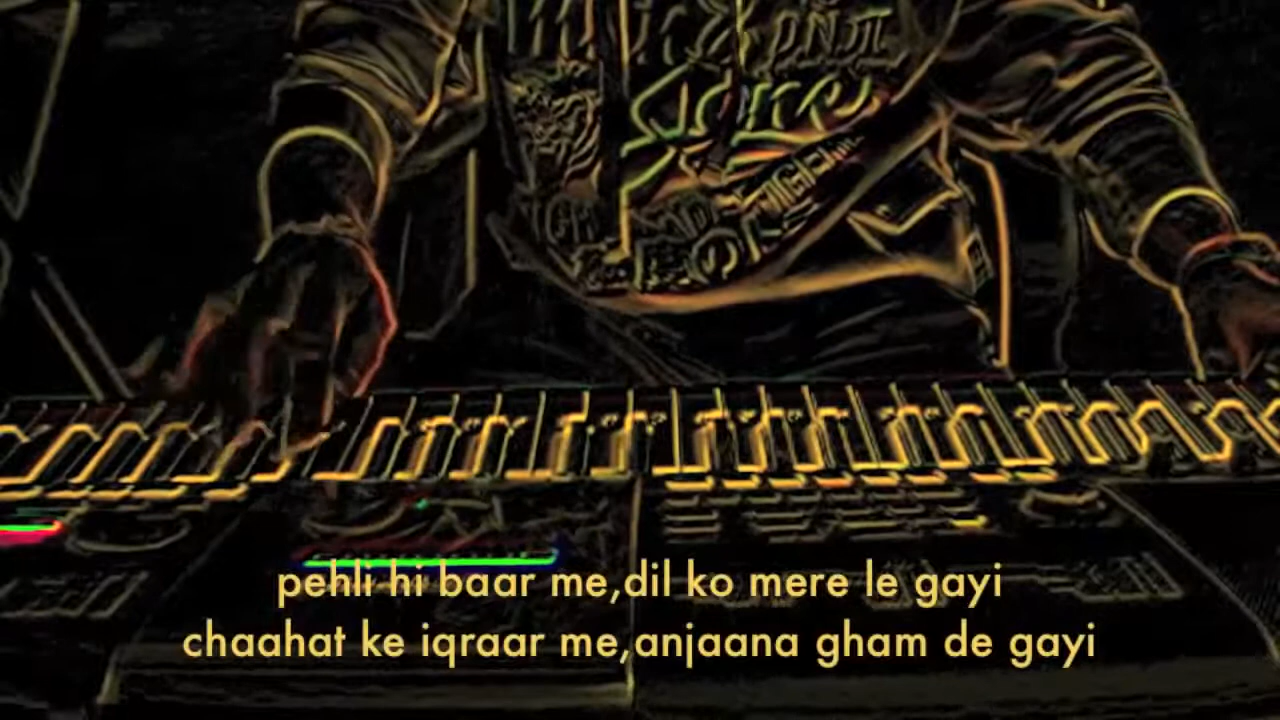 pehli hi baar me,dil ko mere le gayi
chaahat ke iqraar me,anjaana gham de gayi